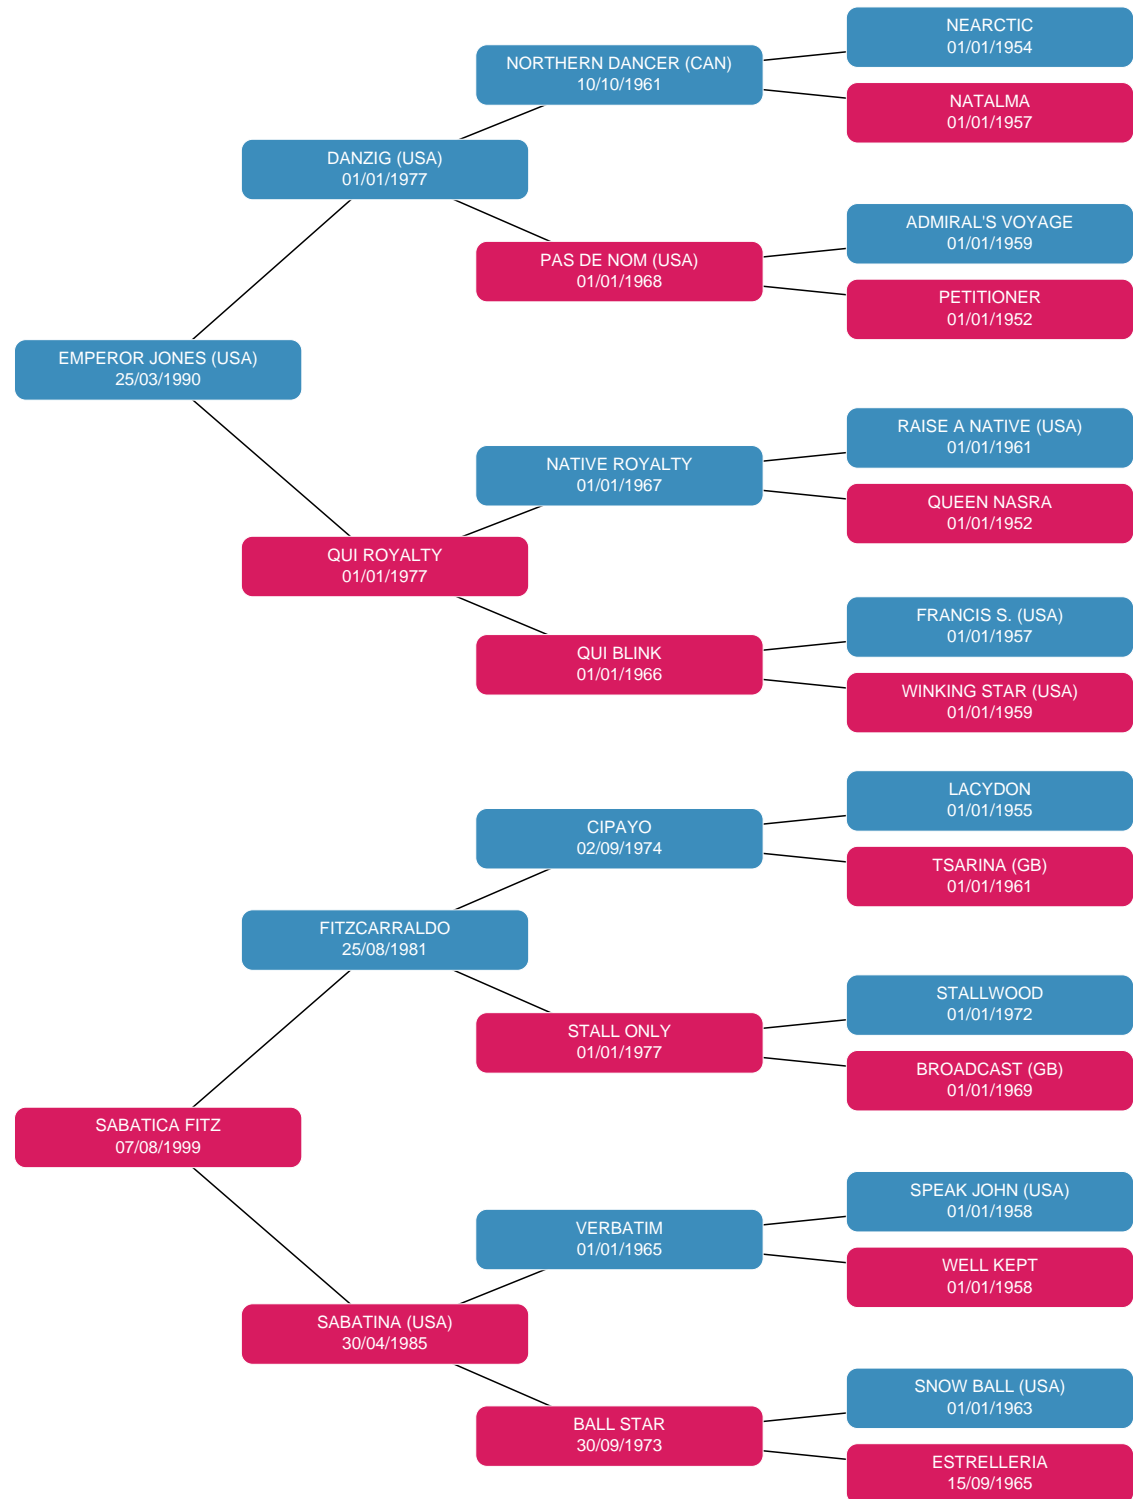 NEARCTIC
01/01/1954
NORTHERN DANCER (CAN)
10/10/1961
NATALMA
01/01/1957
DANZIG (USA)
01/01/1977
ADMIRAL'S VOYAGE
01/01/1959
PAS DE NOM (USA)
01/01/1968
PETITIONER
01/01/1952
EMPEROR JONES (USA)
25/03/1990
RAISE A NATIVE (USA)
01/01/1961
NATIVE ROYALTY
01/01/1967
QUEEN NASRA
01/01/1952
QUI ROYALTY
01/01/1977
FRANCIS S. (USA)
01/01/1957
QUI BLINK
01/01/1966
WINKING STAR (USA)
01/01/1959
LACYDON
01/01/1955
CIPAYO
02/09/1974
TSARINA (GB)
01/01/1961
FITZCARRALDO
25/08/1981
STALLWOOD
01/01/1972
STALL ONLY
01/01/1977
BROADCAST (GB)
01/01/1969
SABATICA FITZ
07/08/1999
SPEAK JOHN (USA)
01/01/1958
VERBATIM
01/01/1965
WELL KEPT
01/01/1958
SABATINA (USA)
30/04/1985
SNOW BALL (USA)
01/01/1963
BALL STAR
30/09/1973
ESTRELLERIA
15/09/1965